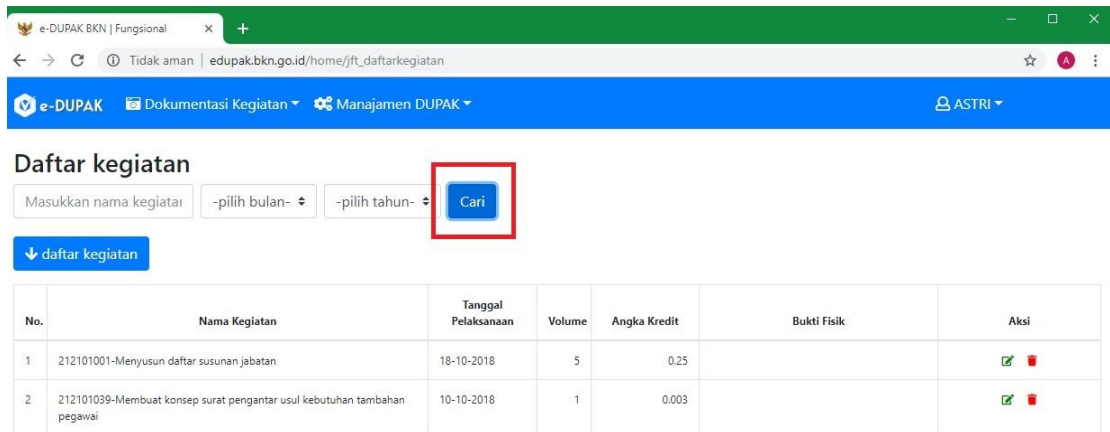 e-DUPAK BKN | Fungsional
Tidak aman | edupak.bkn.go.id/home/jft_daftarkegiatan
A
e-DUPAK Dokumentasi Kegiatan Manajamen DUPAK ASTRI
Daftar kegiatan
Masukkan nama kegiatan -pilih bulan- -pilih tahun- Cari
daftar kegiatan
No. Nama Kegiatan Tanggal Pelaksanaan Volume Angka Kredit Bukti Fisik Aksi
1 212101001-Menyusun daftar susunan jabatan 18-10-2018 5 0.25
2 212101039-Membuat konsep surat pengantar usul kebutuhan tambahan 10-10-2018 1 0.003
pegawai